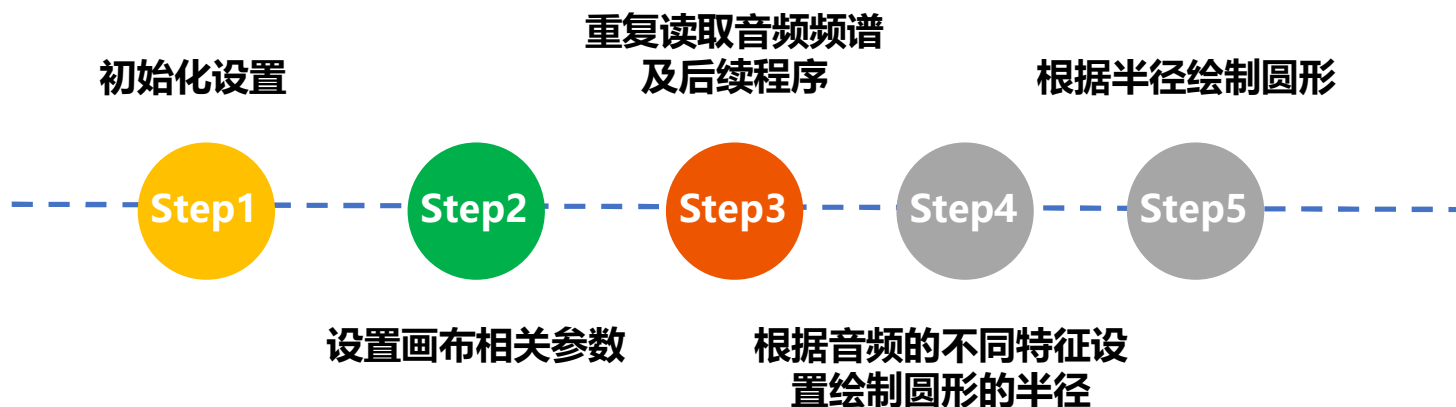 初始化设置
Step1
Step2
设置画布相关参数
重复读取音频频谱
及后续程序
Step3
Step4
根据音频的不同特征设
置绘制圆形的半径
根据半径绘制圆形
Step5